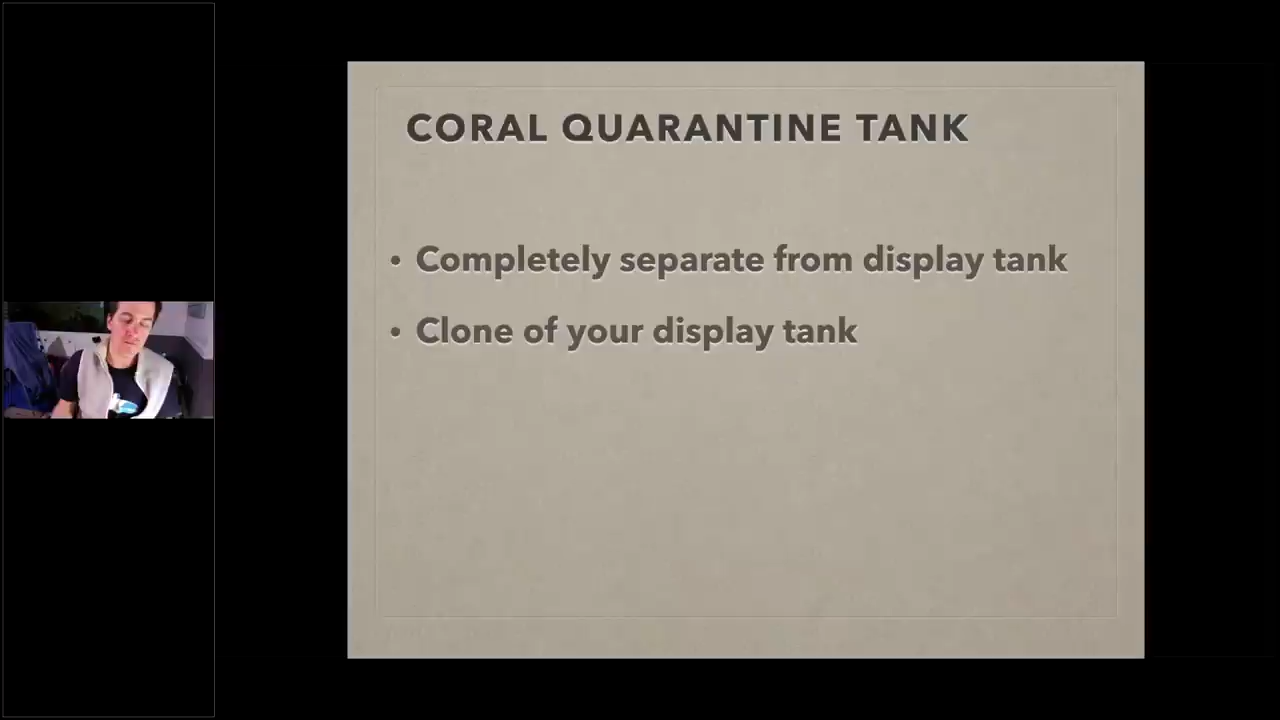 CORAL QUARANTINE TANK
• Completely separate from display tank
• Clone of your display tank